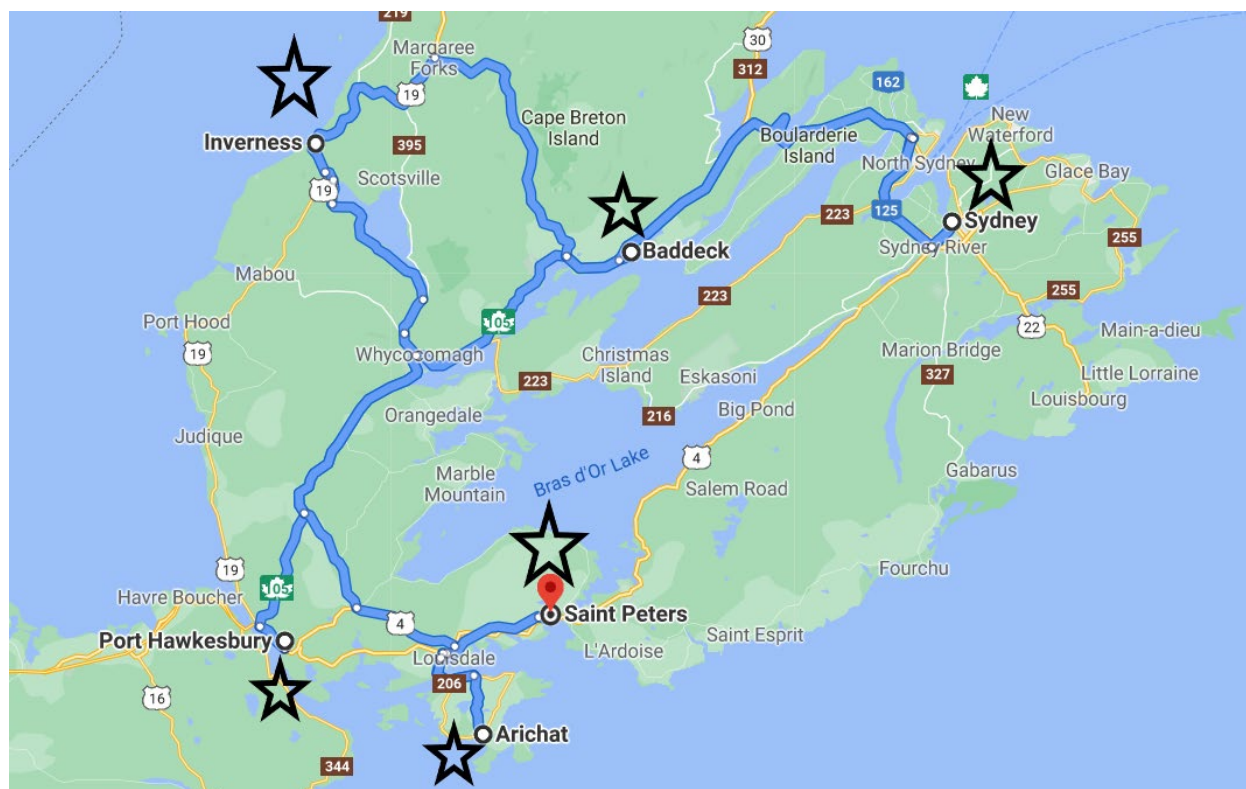 219
Margaree
Forks
19
30
312
162
Cape Breton
Island
Boularderie
Island
New
Waterford
Inverness
395
Scotsville
North Sydney
Glace Bay
19
223
125
Sydney
Sydney River
255
Baddeck
Mabou
223
255
Port Hood
105
22
Main-a-dieu
19
Whycocomagh
Christmas
Island
Marion Bridge
223
Eskasoni
327
Little Lorraine
Orangedale
216
Big Pond
Louisbourg
Judique
4
Marble
Mountain
Bras d'Or Lake
Salem Road
Gabarus
19
105
Fourchu
Havre Boucher
Saint Peters
4
Saint Esprit
Port Hawkesbury
L'Ardoise
Louisdale
206
16
Arichat
344